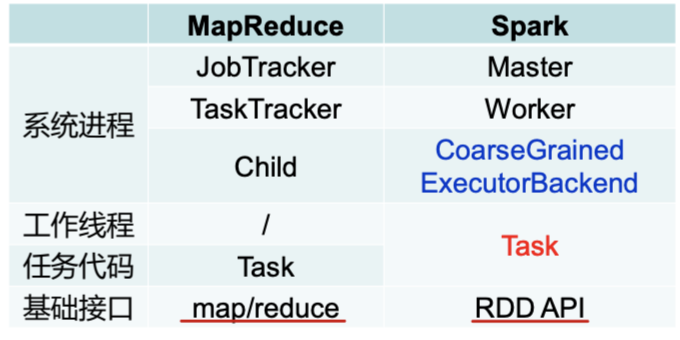 MapReduce Spark
系统进程 JobTracker Master
TaskTracker Worker
Child CoarseGrained
ExecutorBackend
工作线程 / Task
任务代码 Task
基础接口 map/reduce RDD API